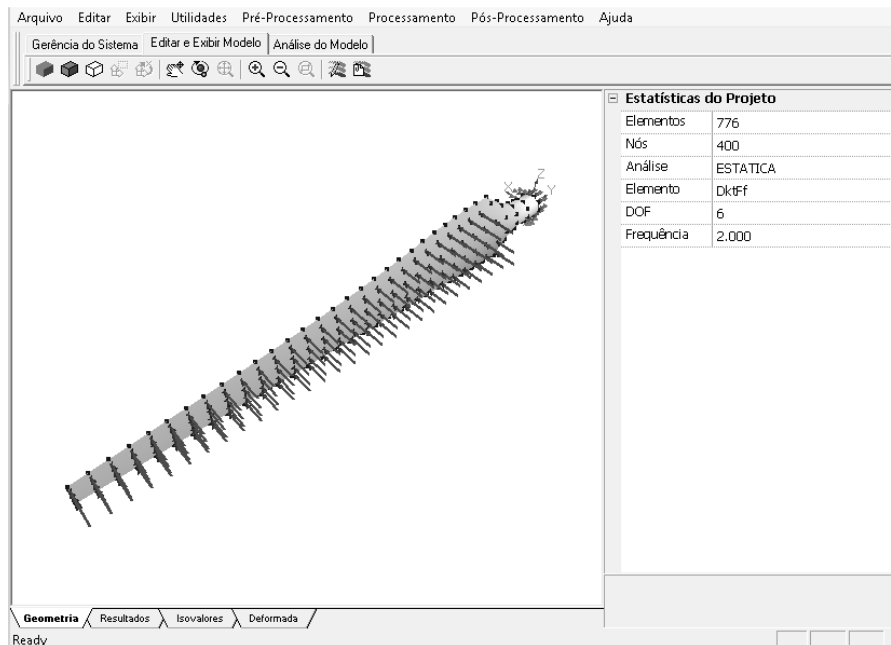 Arquivo Editar Exibir Utilidades Pré-Processamento Processamento Pós-Processamento Ajuda
Gerência do Sistema Editar e Exibir Modelo Análise do Modelo
Estatísticas do Projeto
Elementos 776
Nós 400
Análise ESTATICA
Elemento DktFf
DOF 6
Frequência 2.000
X Z Y
Geometria Resultados Isovalores Deformada
Ready